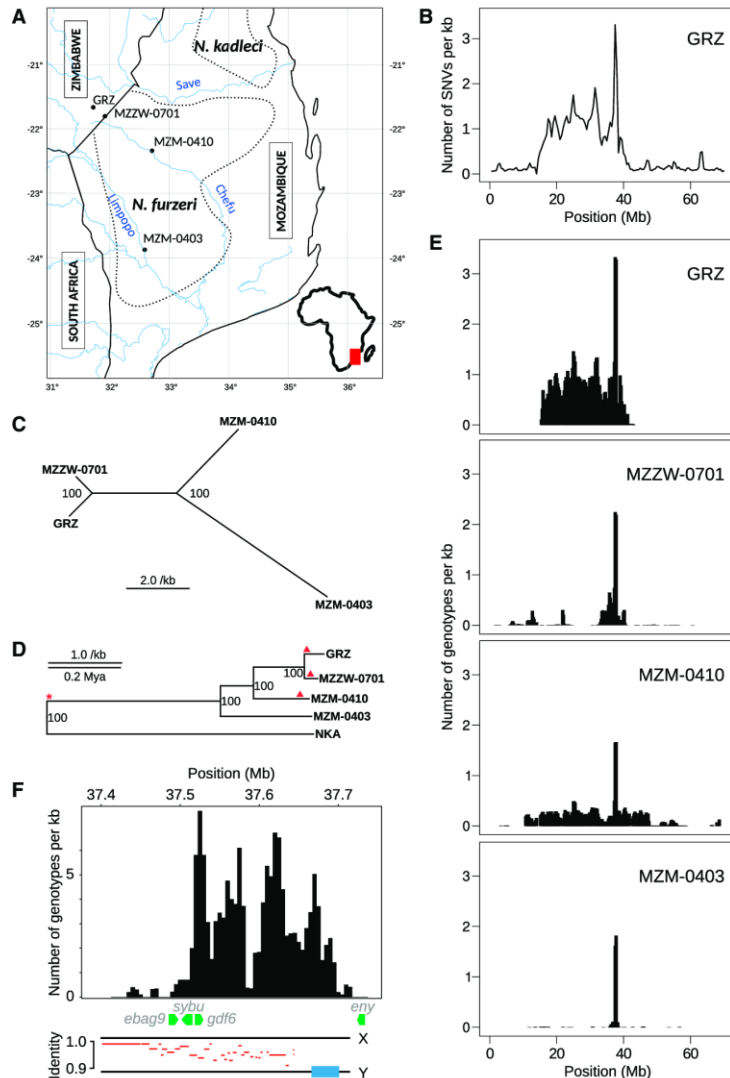 A
ZIMBABWE
N. kadleci
Save
GRZ
MZZW-0701
MZM-0410
N. furzeri
Limpopo
Chefu
MZM-0403
MOZAMBIQUE
SOUTH AFRICA
-21°
-22°
-23°
-24°
-25°
-21°
-22°
-23°
-24°
-25°
31°
32°
33°
34°
35°
36°
B
GRZ
Number of SNVs per kb
3
2
1
0
0 20 40 60
Position (Mb)
C
MZM-0410
MZZW-0701
100
100
GRZ
2.0 /kb
MZM-0403
D
1.0 /kb
0.2 Mya
GRZ
100
MZZW-0701
100
MZM-0410
100
MZM-0403
*
100
NKA
E
Number of genotypes per kb
GRZ
3
2
1
0
MZZW-0701
3
2
1
0
MZM-0410
3
2
1
0
MZM-0403
3
2
1
0
0 20 40 60
Position (Mb)
F
Position (Mb)
37.4 37.5 37.6 37.7
Number of genotypes per kb
5
0
sybu
eny
ebag9
gdf6
X
Identity
1.0
0.9
Y